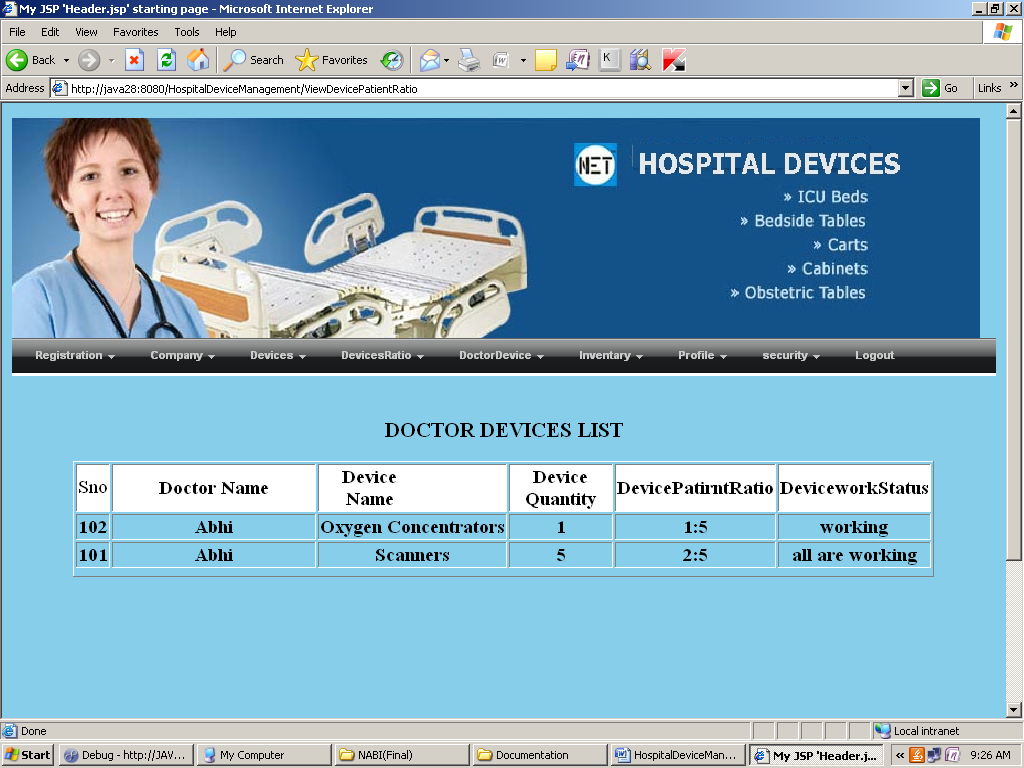 My JSP 'Header.jsp' starting page - Microsoft Internet Explorer
File Edit View Favorites Tools Help
Back Search Favorites
Address http://java28:8080/HospitalDeviceManagement/ViewDevicePatientRatio Go Links »
NET HOSPITAL DEVICES
» ICU Beds
» Bedside Tables
» Carts
» Cabinets
» Obstetric Tables
Registration Company Devices DevicesRatio DoctorDevice Inventory Profile security Logout
DOCTOR DEVICES LIST
Sno Doctor Name Device Name Device Quantity DevicePatirntRatio DeviceworkStatus
102 Abhi Oxygen Concentrators 1 1:5 working
101 Abhi Scanners 5 2:5 all are working
Done Local intranet
Start Debug - http://JAV... My Computer NABI(Final) Documentation HospitalDeviceMan... My JSP 'Header.j... « 9:26 AM